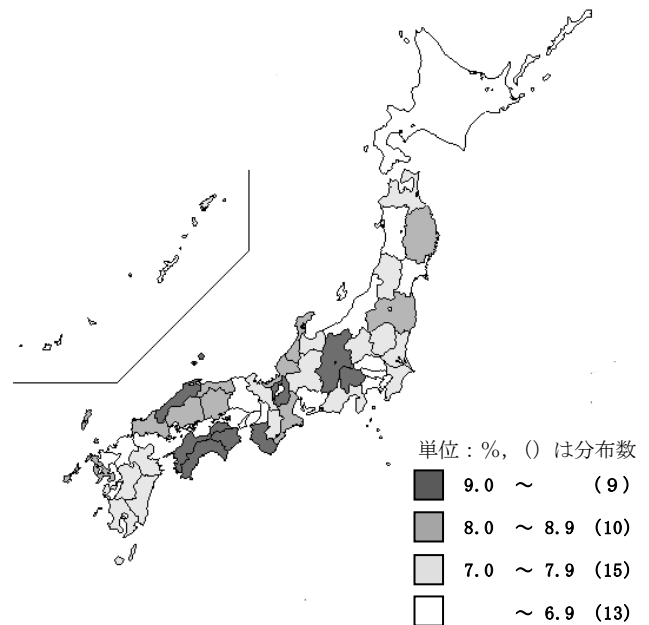 単位：%，()は分布数
9.0 ～ (9)
8.0 ～ 8.9 (10)
7.0 ～ 7.9 (15)
～ 6.9 (13)